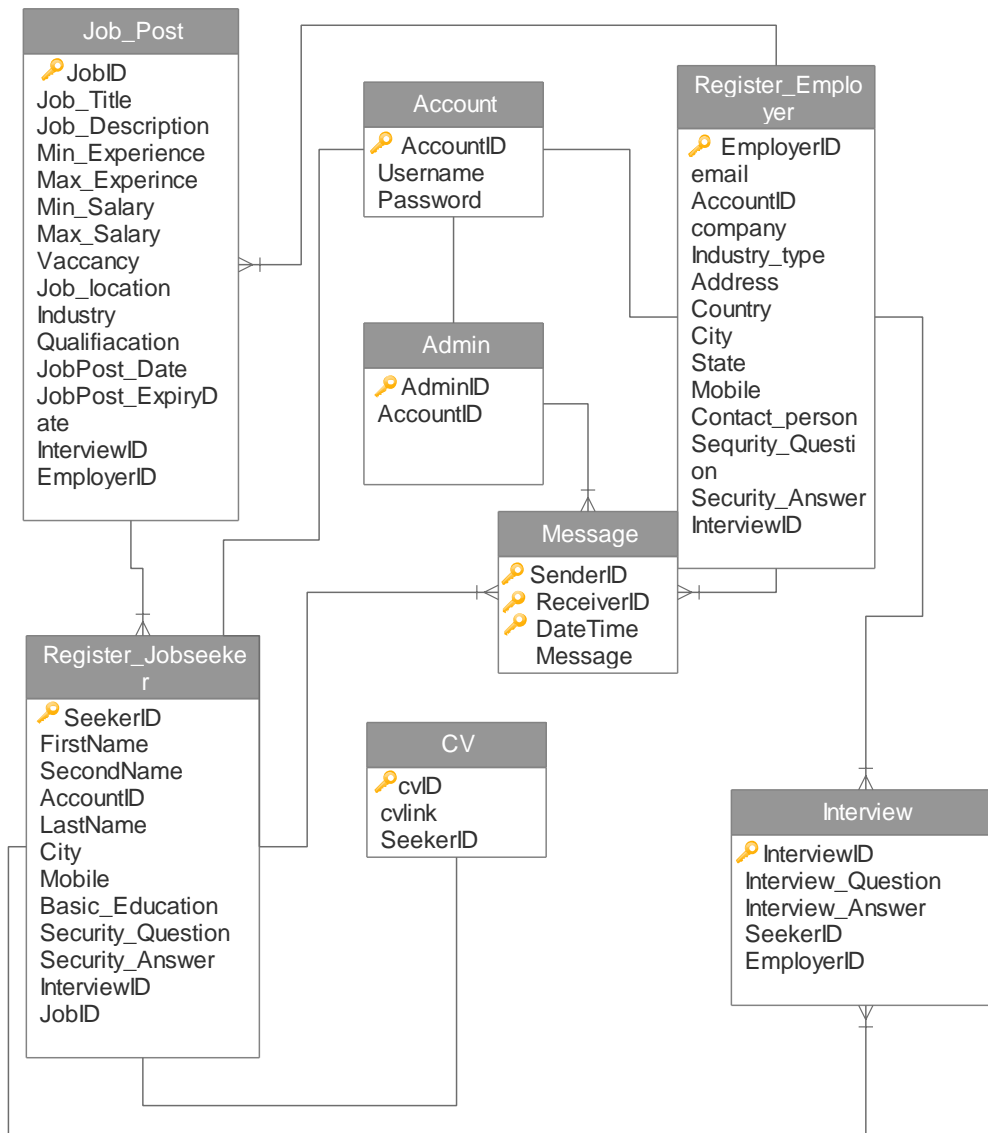 Job_Post
JobID
Job_Title
Job_Description
Min_Experience
Max_Experince
Min_Salary
Max_Salary
Vaccancy
Job_location
Industry
Qualifiacation
JobPost_Date
JobPost_ExpiryD
ate
InterviewID
EmployerID
Account
AccountID
Username
Password
Register_Emplo
yer
EmployerID
email
AccountID
company
Industry_type
Address
Country
City
State
Mobile
Contact_person
Sequrity_Questi
on
Security_Answer
InterviewID
Admin
AdminID
AccountID
Message
SenderID
ReceiverID
DateTime
Message
Register_Jobseeke
r
SeekerID
FirstName
SecondName
AccountID
LastName
City
Mobile
Basic_Education
Security_Question
Security_Answer
InterviewID
JobID
CV
cvID
cvlink
SeekerID
Interview
InterviewID
Interview_Question
Interview_Answer
SeekerID
EmployerID